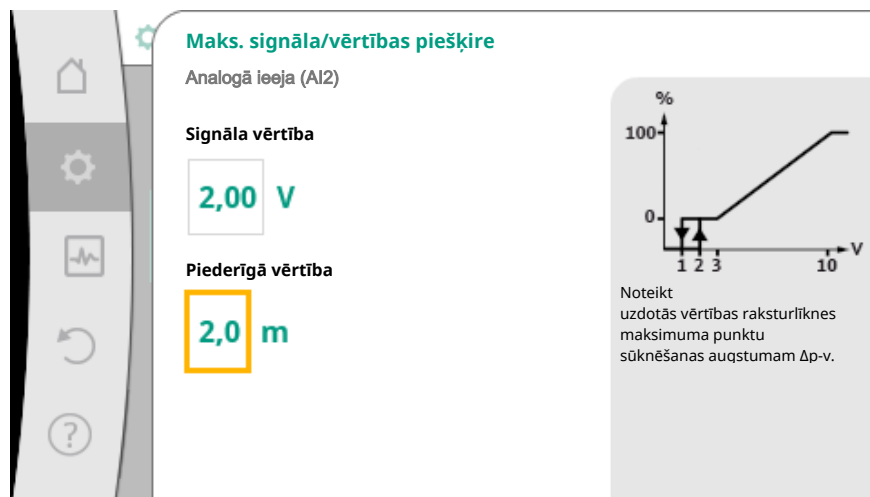 Maks. signāla/vērtības piešķire
Analogā ieeja (AI2)
Signāla vērtība
2,00 V
Piederīgā vērtība
2,0 m
%
100
0
1 2 3 10 V
Noteikt
uzdotās vērtības raksturlīknes
maksimuma punktu
sūknēšanas augstumam Δp-v.
?